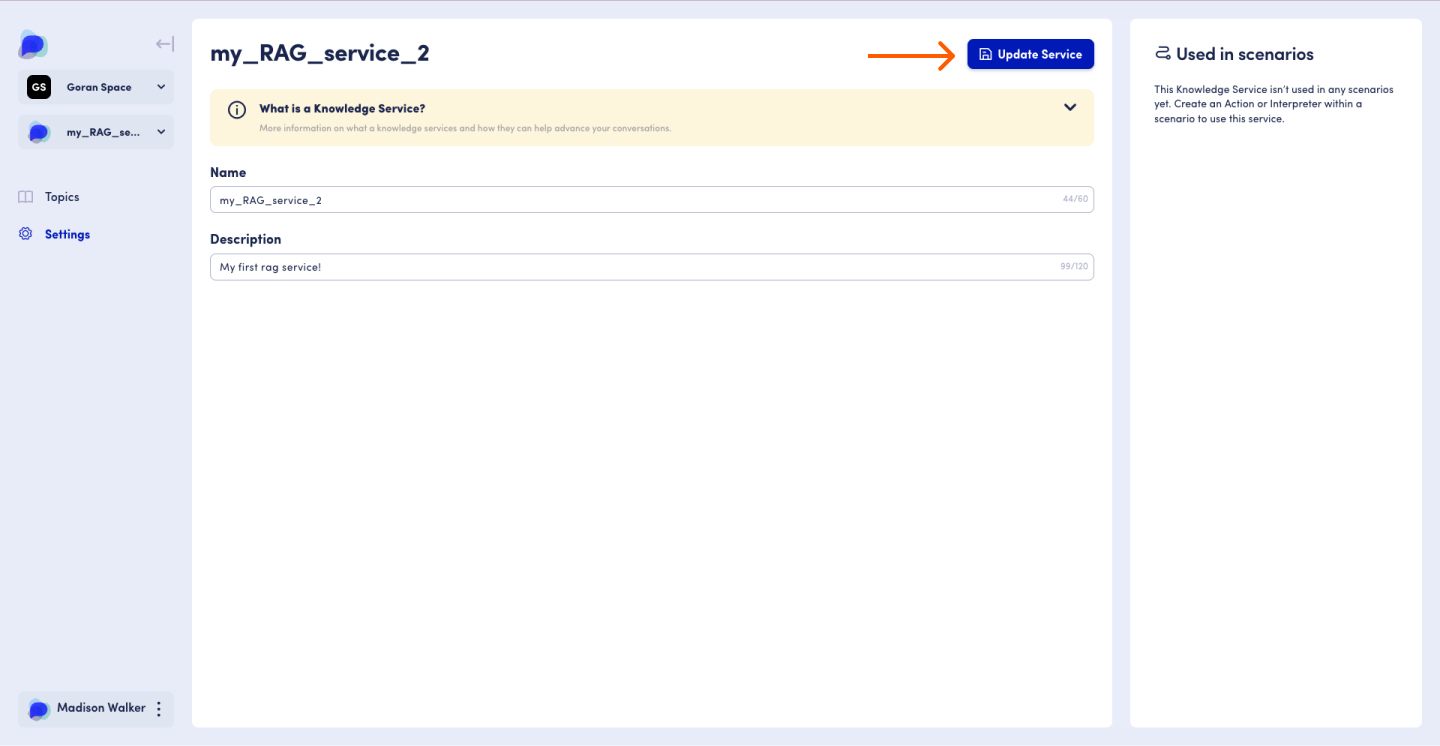 GS
Goran Space
my_RAG_se...
Topics
Settings
Madison Walker
my_RAG_service_2
Update Service
What is a Knowledge Service?
More information on what a knowledge services and how they can help advance your conversations.
Name
my_RAG_service_2
44/60
Description
My first rag service!
99/120
Used in scenarios
This Knowledge Service isn't used in any scenarios
yet. Create an Action or Interpreter within a
scenario to use this service.